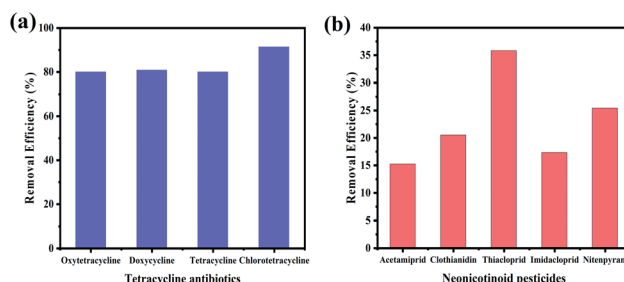 (a)
100
80
60
40
20
0
Removal Efficiency (%)
Oxytetracycline Doxycycline Tetracycline Chlorotetracycline
Tetracycline antibiotics
(b)
40
35
30
25
20
15
10
5
0
Removal Efficiency (%)
Acetamiprid Clothianidin Thiacloprid Imidacloprid Nitenpyram
Neonicotinoid pesticides